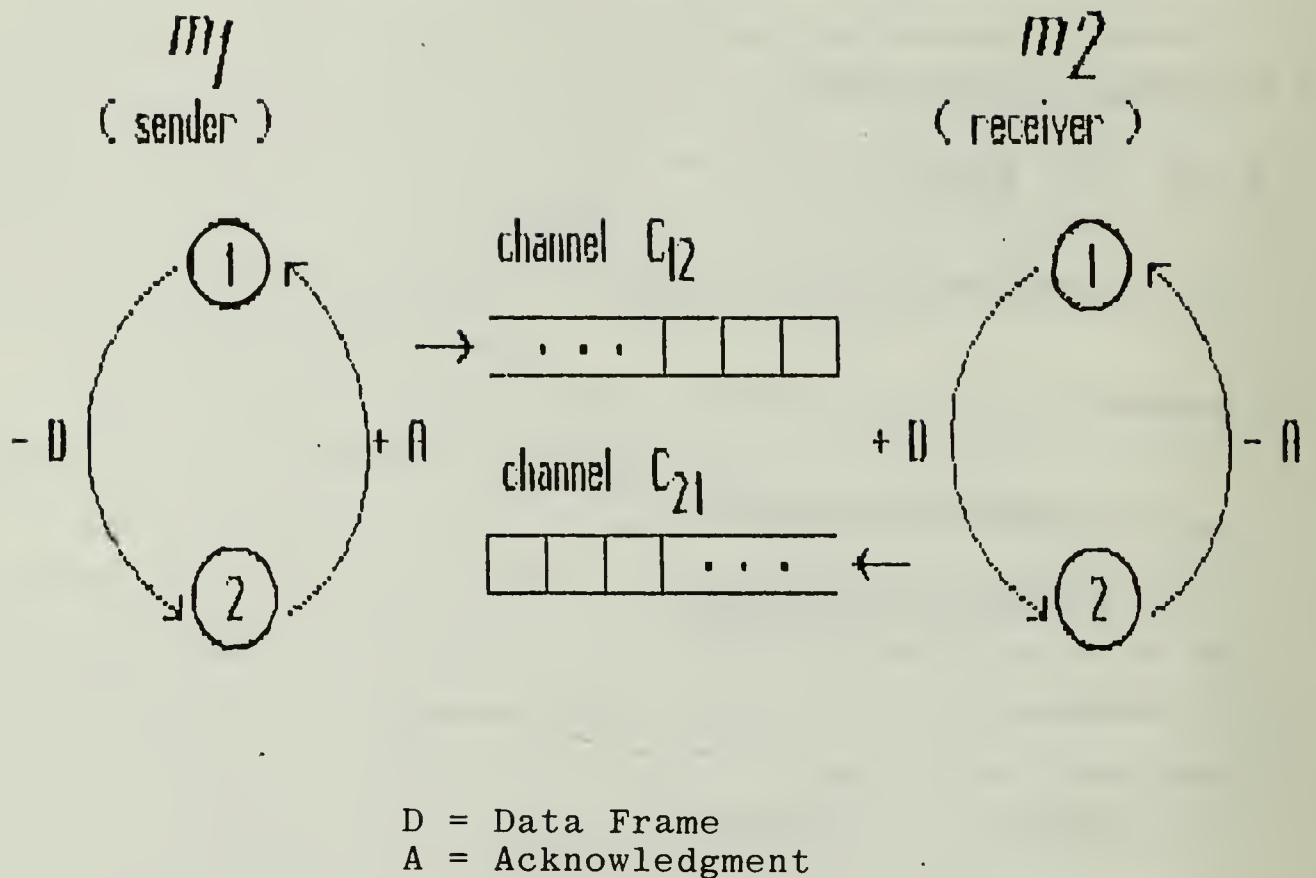 m1 m2
( sender ) ( receiver )
1 1
channel C12
- D + A + D - A
channel C21
2 2
D = Data Frame
A = Acknowledgment